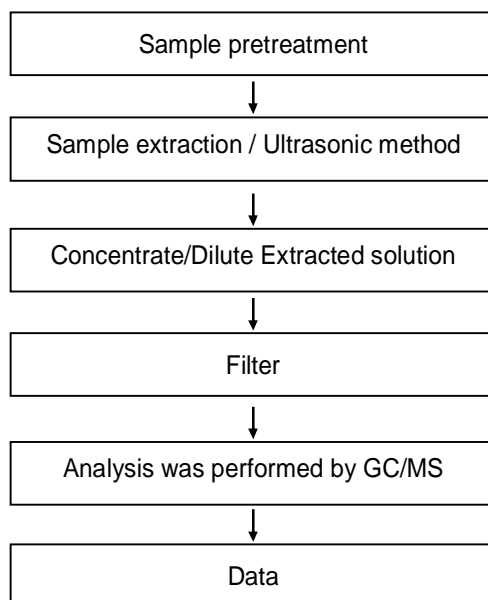 Sample pretreatment
Sample extraction / Ultrasonic method
Concentrate/Dilute Extracted solution
Filter
Analysis was performed by GC/MS
Data